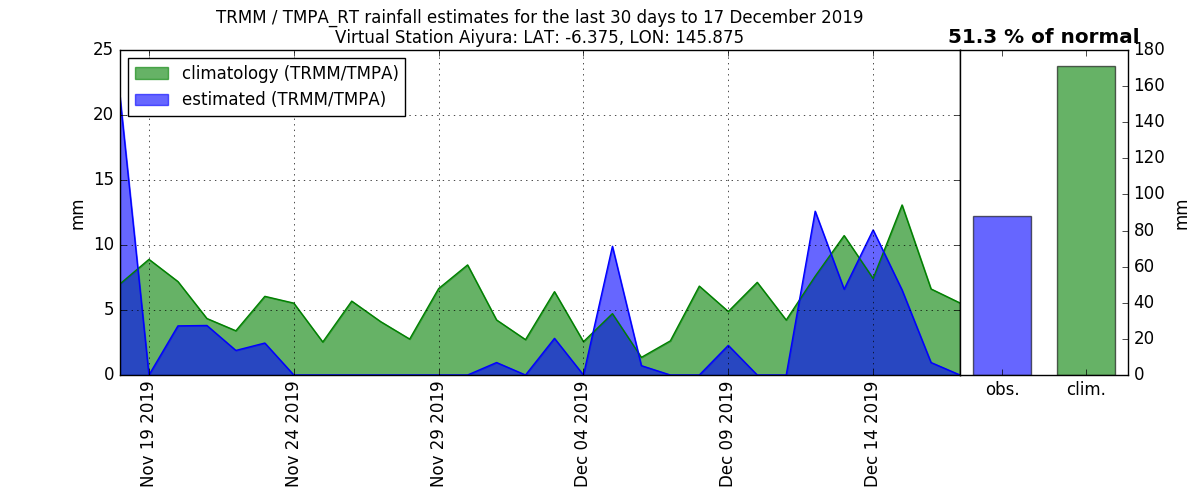 TRMM / TMPA_RT rainfall estimates for the last 30 days to 17 December 2019
Virtual Station Aiyura: LAT: -6.375, LON: 145.875
51.3 % of normal
climatology (TRMM/TMPA)
estimated (TRMM/TMPA)
25
20
15
10
5
0
mm
Nov 19 2019
Nov 24 2019
Nov 29 2019
Dec 04 2019
Dec 09 2019
Dec 14 2019
180
160
140
120
100
80
60
40
20
0
mm
obs.
clim.